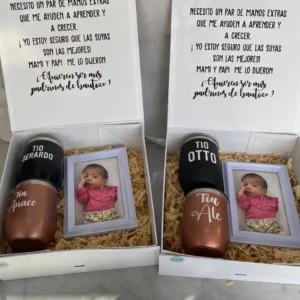 NECESITO UN PAR DE MANOS EXTRAS
QUE ME AYUDEN A APRENDER Y
A CRECER.
¡ YO ESTOY SEGURO QUE LAS SUYAS
SON LAS MEJORES!
MAMI Y PAPI ME LO DIJERON
¿Quieren ser mis
padrinos de bautizo?
TIO
GERARDO
Tia
Anace
NECESITO UN PAR DE MANOS EXTRAS
QUE ME AYUDEN A APRENDER Y
A CRECER.
¡ YO ESTOY SEGURO QUE LAS SUYAS
SON LAS MEJORES!
MAMI Y PAPI ME LO DIJERON
¿Quieren ser mis
padrinos de bautizo?
TIO
OTTO
Tia
Ale